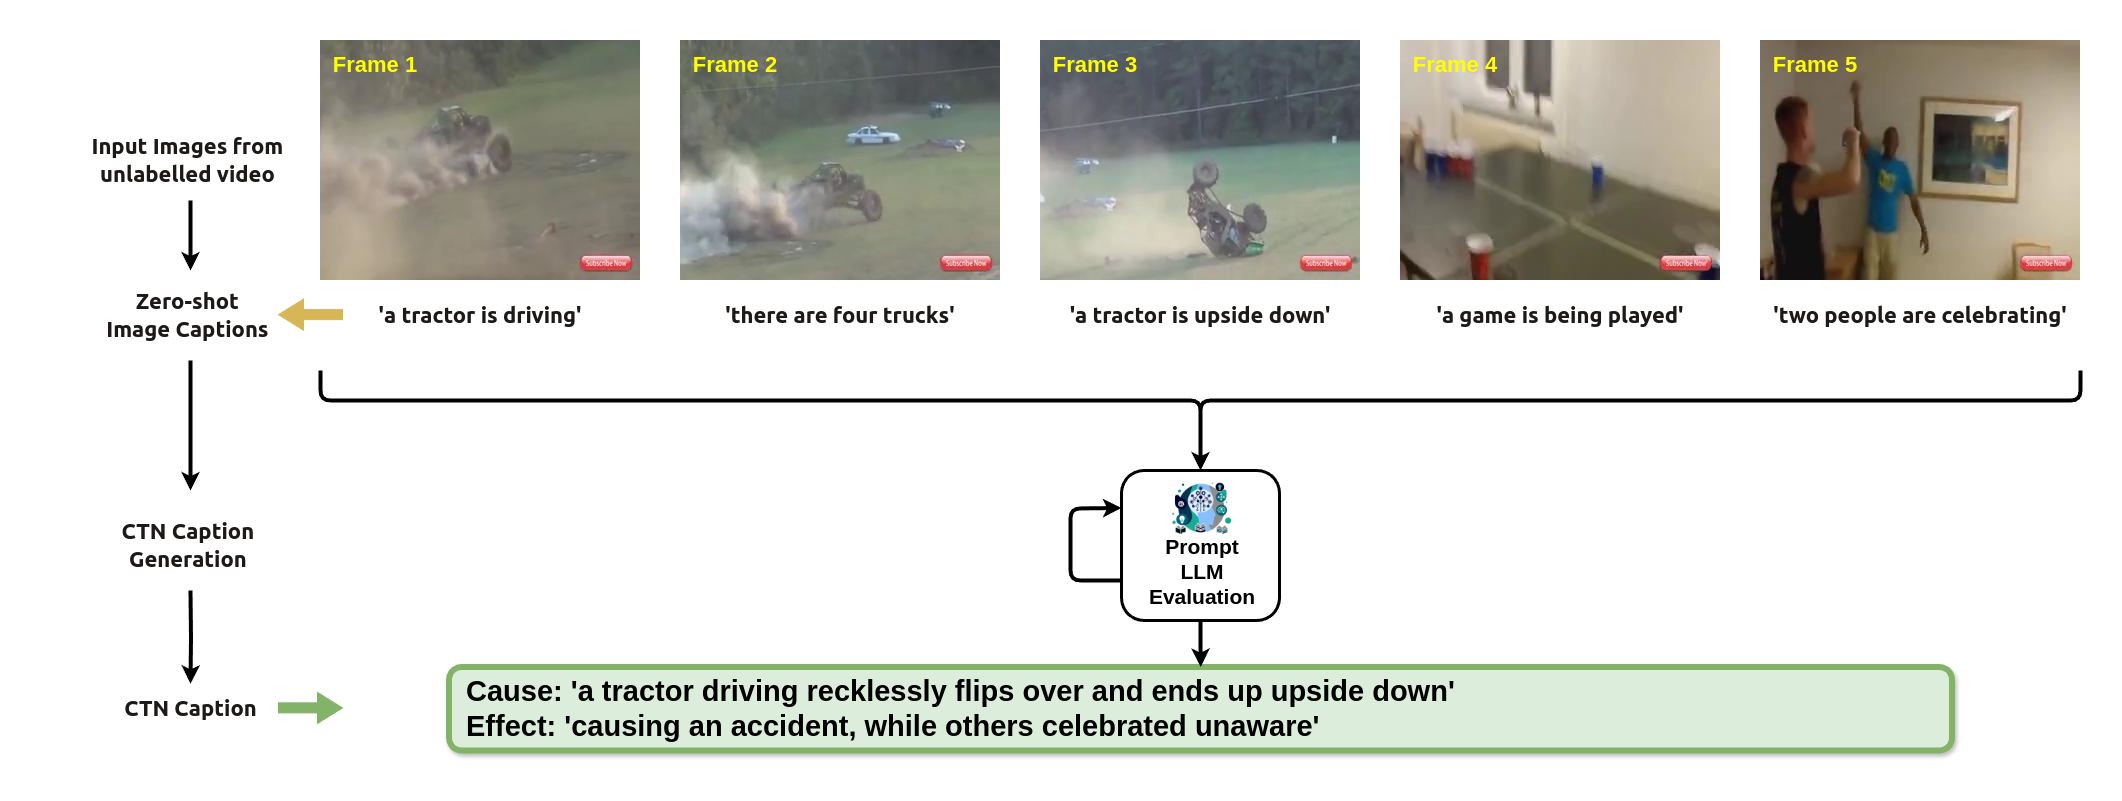 Frame 1
Frame 2
Frame 3
Frame 4
Frame 5
Subscribe Now
Subscribe Now
Subscribe Now
Subscribe Now
Subscribe Now
Input Images from
unlabelled video
Zero-shot
Image Captions
'a tractor is driving'
'there are four trucks'
'a tractor is upside down'
'a game is being played'
'two people are celebrating'
CTN Caption
Generation
Prompt
LLM
Evaluation
CTN Caption
Cause: 'a tractor driving recklessly flips over and ends up upside down'
Effect: 'causing an accident, while others celebrated unaware'